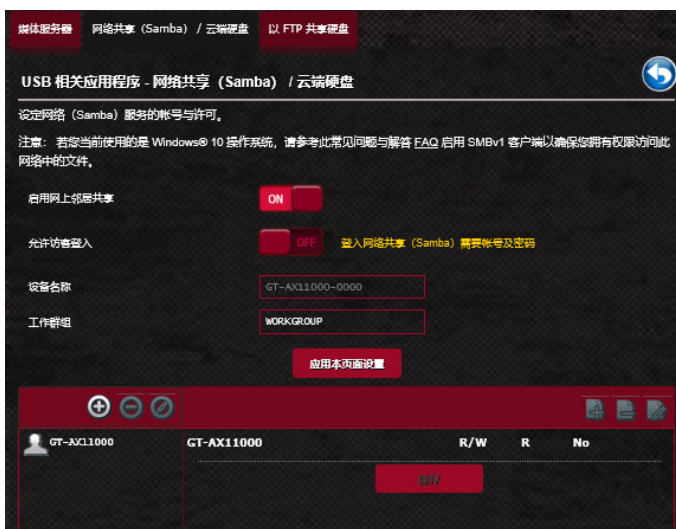 媒体服务器 网络共享（Samba）/ 云端硬盘 以 FTP 共享硬盘
USB 相关应用程序 - 网络共享（Samba）/ 云端硬盘
设定网络（Samba）服务的帐号与许可。
注意： 若您当前使用的是 Windows® 10 操作系统，请参考此常见问题与解答 FAQ 启用 SMBv1 客户端以确保您拥有权限访问此
网络中的文件。
启用网上邻居共享 ON
允许访客登入 OFF 登入网络共享（Samba）需要帐号及密码
设备名称 GT-AX11000-0000
工作群组 WORKGROUP
应用本页面设置
GT-AX11000 GT-AX11000 R/W R No
保存